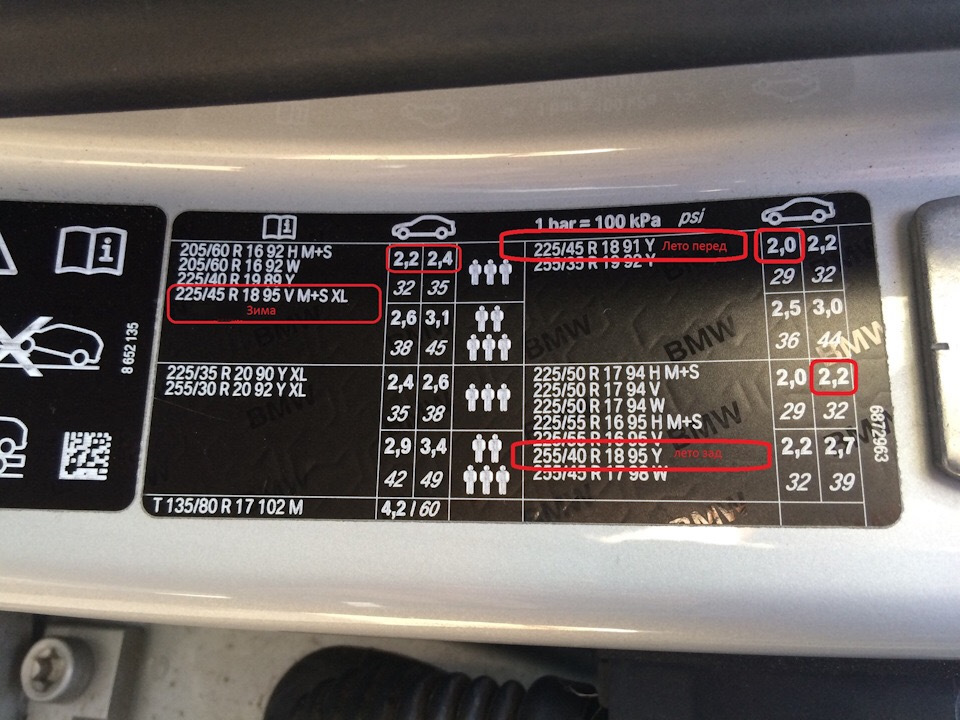 1 bar = 100 kPa psi
205/60 R 16 92 H M+S
205/60 R 16 92 W
225/40 R 19 89 Y
225/45 R 18 95 V M+S XL
Зима
2,2 2,4
32 35
2,6 3,1
38 45
225/35 R 20 90 Y XL
255/30 R 20 92 Y XL
2,4 2,6
35 38
2,9 3,4
42 49
T 135/80 R 17 102 M
4,2 / 60
225/45 R 18 91 Y Лето перед
255/35 R 19 92 Y
2,0 2,2
29 32
2,5 3,0
36 44
225/50 R 17 94 H M+S
225/50 R 17 94 V
225/50 R 17 94 W
225/55 R 16 95 H M+S
225/55 R 16 95 V
255/40 R 18 95 Y лето зад
255/45 R 17 98 W
2,0 2,2
29 32
2,2 2,7
32 39
8 652 135
6872963
BMW
BMW
BMW
BMW
BMW